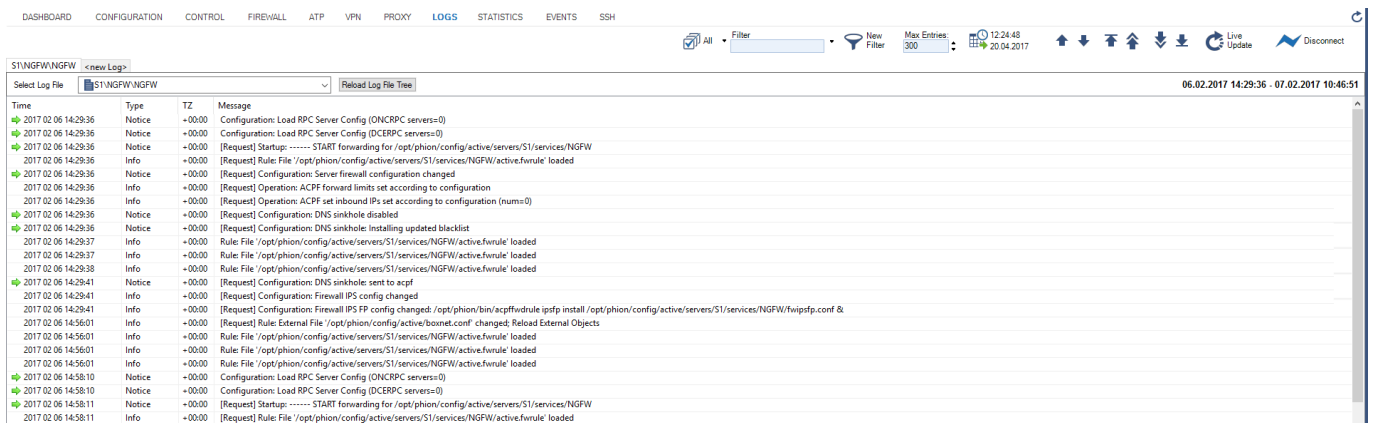 DASHBOARD CONFIGURATION CONTROL FIREWALL ATP VPN PROXY LOGS STATISTICS EVENTS SSH
All Filter New Filter Max Entries: 300 12:24:48 20.04.2017 Live Update Disconnect
S1\NGFW\NGFW <new Log>
Select Log File S1\NGFW\NGFW Reload Log File Tree 06.02.2017 14:29:36 - 07.02.2017 10:46:51
Time Type TZ Message
2017 02 06 14:29:36 Notice +00:00 Configuration: Load RPC Server Config (ONCRPC servers=0)
2017 02 06 14:29:36 Notice +00:00 Configuration: Load RPC Server Config (DCERPC servers=0)
2017 02 06 14:29:36 Notice +00:00 [Request] Startup: ------ START forwarding for /opt/phion/config/active/servers/S1/services/NGFW
2017 02 06 14:29:36 Info +00:00 [Request] Rule: File '/opt/phion/config/active/servers/S1/services/NGFW/active.fwrule' loaded
2017 02 06 14:29:36 Notice +00:00 [Request] Configuration: Server firewall configuration changed
2017 02 06 14:29:36 Info +00:00 [Request] Operation: ACPF forward limits set according to configuration
2017 02 06 14:29:36 Info +00:00 [Request] Operation: ACPF set inbound IPs set according to configuration (num=0)
2017 02 06 14:29:36 Notice +00:00 [Request] Configuration: DNS sinkhole disabled
2017 02 06 14:29:36 Notice +00:00 [Request] Configuration: DNS sinkhole: Installing updated blacklist
2017 02 06 14:29:37 Info +00:00 Rule: File '/opt/phion/config/active/servers/S1/services/NGFW/active.fwrule' loaded
2017 02 06 14:29:37 Info +00:00 Rule: File '/opt/phion/config/active/servers/S1/services/NGFW/active.fwrule' loaded
2017 02 06 14:29:38 Info +00:00 Rule: File '/opt/phion/config/active/servers/S1/services/NGFW/active.fwrule' loaded
2017 02 06 14:29:41 Notice +00:00 [Request] Configuration: DNS sinkhole: sent to acpf
2017 02 06 14:29:41 Info +00:00 [Request] Configuration: Firewall IPS config changed
2017 02 06 14:29:41 Info +00:00 [Request] Configuration: Firewall IPS FP config changed: /opt/phion/bin/acpffwdrule ipsfp install /opt/phion/config/active/servers/S1/services/NGFW/fwipsfp.conf &
2017 02 06 14:56:01 Info +00:00 [Request] Rule: External File '/opt/phion/config/active/boxnet.conf' changed; Reload External Objects
2017 02 06 14:56:01 Info +00:00 Rule: File '/opt/phion/config/active/servers/S1/services/NGFW/active.fwrule' loaded
2017 02 06 14:56:01 Info +00:00 Rule: File '/opt/phion/config/active/servers/S1/services/NGFW/active.fwrule' loaded
2017 02 06 14:56:01 Info +00:00 Rule: File '/opt/phion/config/active/servers/S1/services/NGFW/active.fwrule' loaded
2017 02 06 14:58:10 Notice +00:00 Configuration: Load RPC Server Config (ONCRPC servers=0)
2017 02 06 14:58:10 Notice +00:00 Configuration: Load RPC Server Config (DCERPC servers=0)
2017 02 06 14:58:11 Notice +00:00 [Request] Startup: ------ START forwarding for /opt/phion/config/active/servers/S1/services/NGFW
2017 02 06 14:58:11 Info +00:00 [Request] Rule: File '/opt/phion/config/active/servers/S1/services/NGFW/active.fwrule' loaded